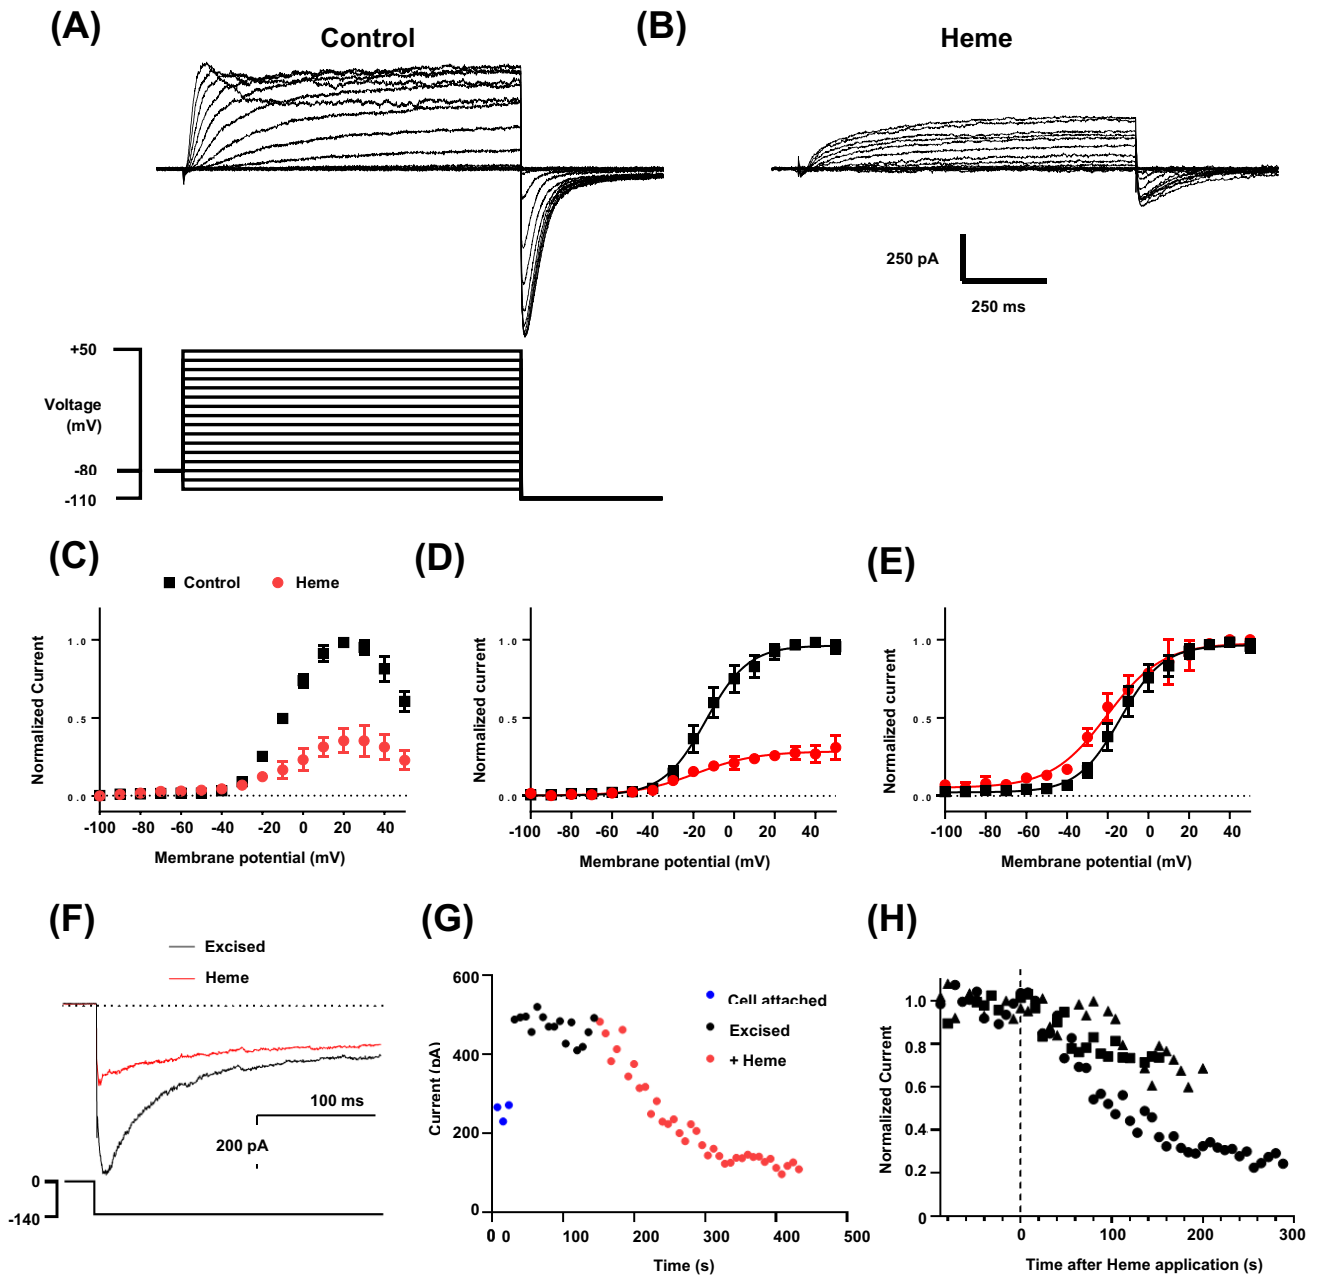 (A)
Control
(B)
Heme
250 pA
250 ms
+50
Voltage
(mV)
-80
-110
(C)
Control
Heme
Normalized Current
1.0
0.5
0.0
-100 -80 -60 -40 -20 0 20 40
Membrane potential (mV)
(D)
Normalized current
1.0
0.5
0.0
-100 -80 -60 -40 -20 0 20 40
Membrane potential (mV)
(E)
Normalized current
1.0
0.5
0.0
-100 -80 -60 -40 -20 0 20 40
Membrane potential (mV)
(F)
Excised
Heme
100 ms
200 pA
0
-140
(G)
Current (pA)
600
400
200
0
0 0 100 200 300 400 500
Time (s)
Cell attached
Excised
+ Heme
(H)
Normalized Current
1.0
0.8
0.6
0.4
0.2
0
0 100 200 300
Time after Heme application (s)